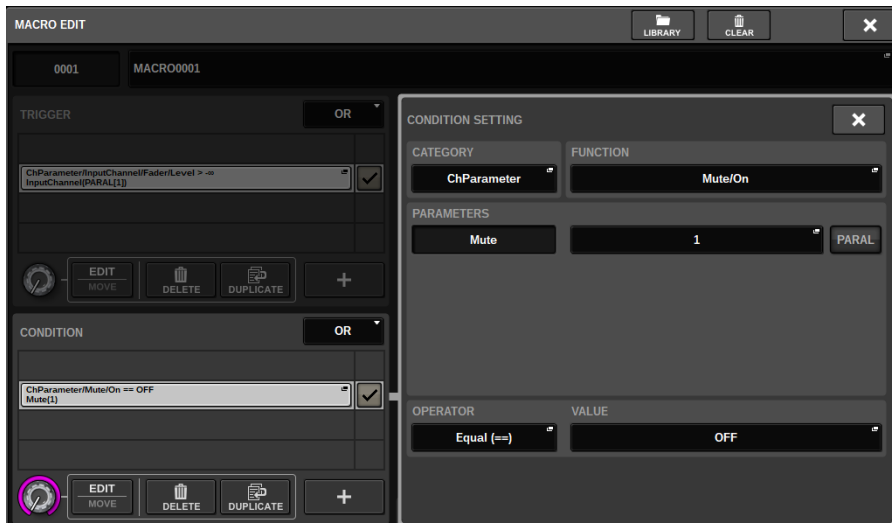 MACRO EDIT
LIBRARY
CLEAR
0001
MACRO0001
TRIGGER
OR
ChParameter/InputChannel/Fader/Level > -∞
InputChannel(PARAL[1])
EDIT
MOVE
DELETE
DUPLICATE
+
CONDITION
OR
ChParameter/Mute/On == OFF
Mute(1)
EDIT
MOVE
DELETE
DUPLICATE
+
CONDITION SETTING
CATEGORY
FUNCTION
ChParameter
Mute/On
PARAMETERS
Mute
1
PARAL
OPERATOR
VALUE
Equal (==)
OFF